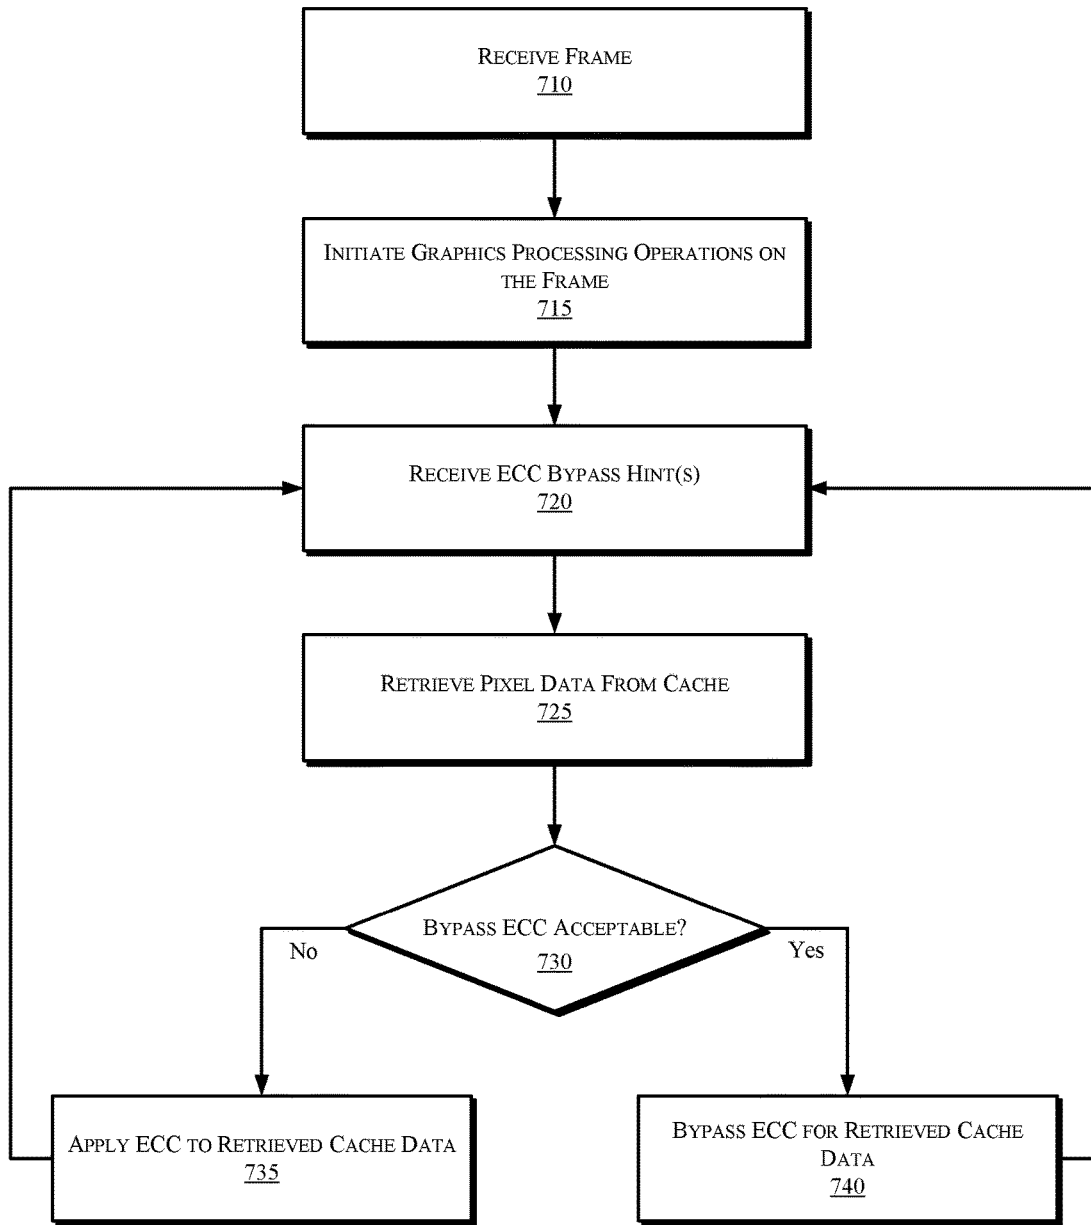 RECEIVE FRAME
710
INITIATE GRAPHICS PROCESSING OPERATIONS ON
THE FRAME
715
RECEIVE ECC BYPASS HINT(S)
720
RETRIEVE PIXEL DATA FROM CACHE
725
BYPASS ECC ACCEPTABLE?
730
No
Yes
APPLY ECC TO RETRIEVED CACHE DATA
735
BYPASS ECC FOR RETRIEVED CACHE
DATA
740